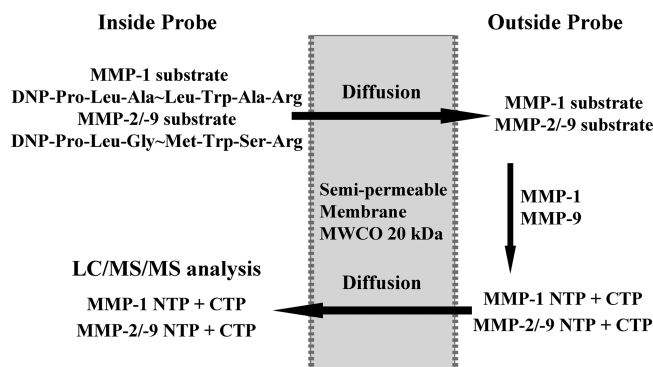 Inside Probe
Outside Probe
MMP-1 substrate
DNP-Pro-Leu-Ala~Leu-Trp-Ala-Arg
MMP-2/-9 substrate
DNP-Pro-Leu-Gly~Met-Trp-Ser-Arg
Diffusion
MMP-1 substrate
MMP-2/-9 substrate
Semi-permeable
Membrane
MWCO 20 kDa
MMP-1
MMP-9
LC/MS/MS analysis
MMP-1 NTP + CTP
MMP-2/-9 NTP + CTP
Diffusion
MMP-1 NTP + CTP
MMP-2/-9 NTP + CTP